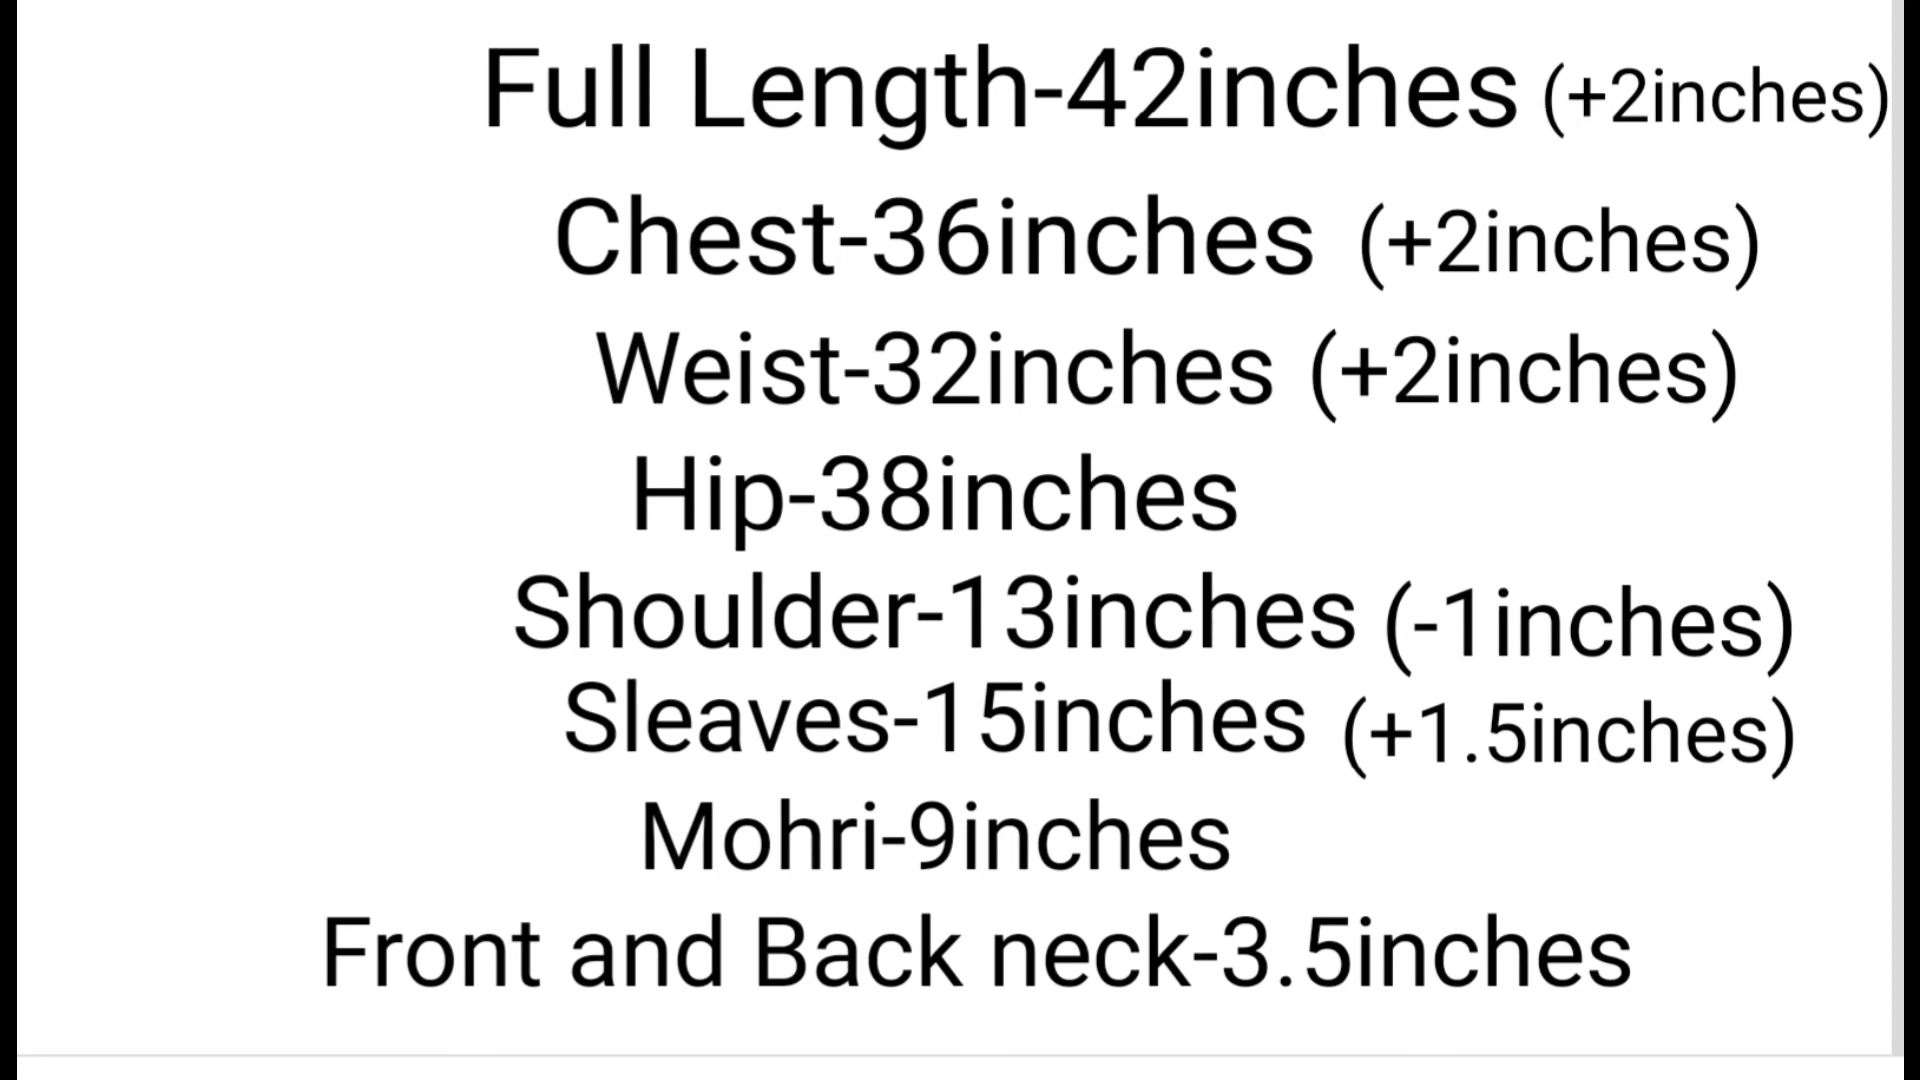 Full Length-42inches (+2inches)
Chest-36inches (+2inches)
Weist-32inches (+2inches)
Hip-38inches
Shoulder-13inches (-1inches)
Sleaves-15inches (+1.5inches)
Mohri-9inches
Front and Back neck-3.5inches